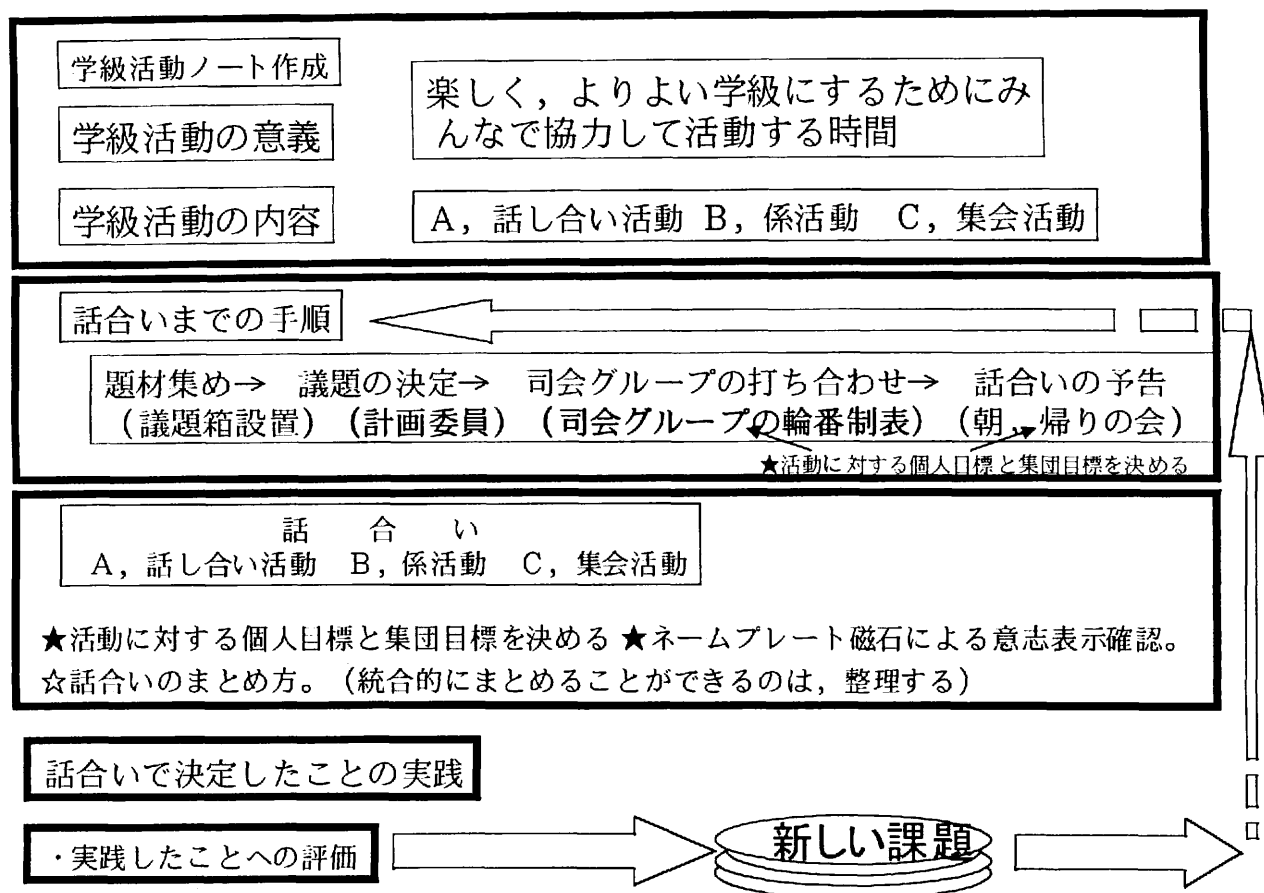 学級活動ノート作成
楽しく，よりよい学級にするためにみ
んなで協力して活動する時間
学級活動の意義
学級活動の内容
A，話し合い活動 B，係活動 C，集会活動
話合いまでの手順
題材集め→ 議題の決定→ 司会グループの打ち合わせ→ 話合いの予告
（議題箱設置）（計画委員）（司会グループの輪番制表）（朝，帰りの会）
★活動に対する個人目標と集団目標を決める
話 合 い
A，話し合い活動 B，係活動 C，集会活動
★活動に対する個人目標と集団目標を決める ★ネームプレート磁石による意志表示確認。
☆話合いのまとめ方。（統合的にまとめることができるのは，整理する）
話合いで決定したことの実践
・実践したことへの評価
新しい課題